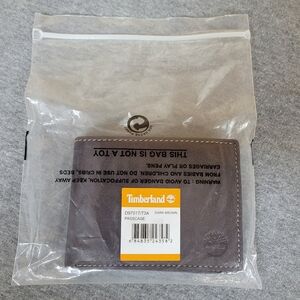 THIS BAG IS NOT A TOY
WARNING : TO AVOID DANGER OF SUFFOCATION, KEEP AWAY
FROM BABIES AND CHILDREN. DO NOT USE IN CRIBS, BEDS
CARRIAGES OR PLAY PENS.
Timberland
DARK BROWN
PASSCASE